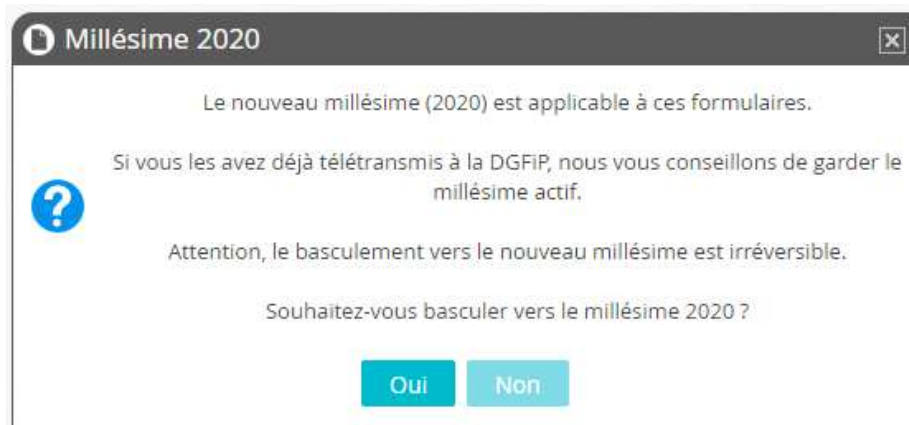 Millésime 2020
Le nouveau millésime (2020) est applicable à ces formulaires.
Si vous les avez déjà télétransmis à la DGFiP, nous vous conseillons de garder le
millésime actif.
Attention, le basculement vers le nouveau millésime est irréversible.
Souhaitez-vous basculer vers le millésime 2020 ?
Oui Non